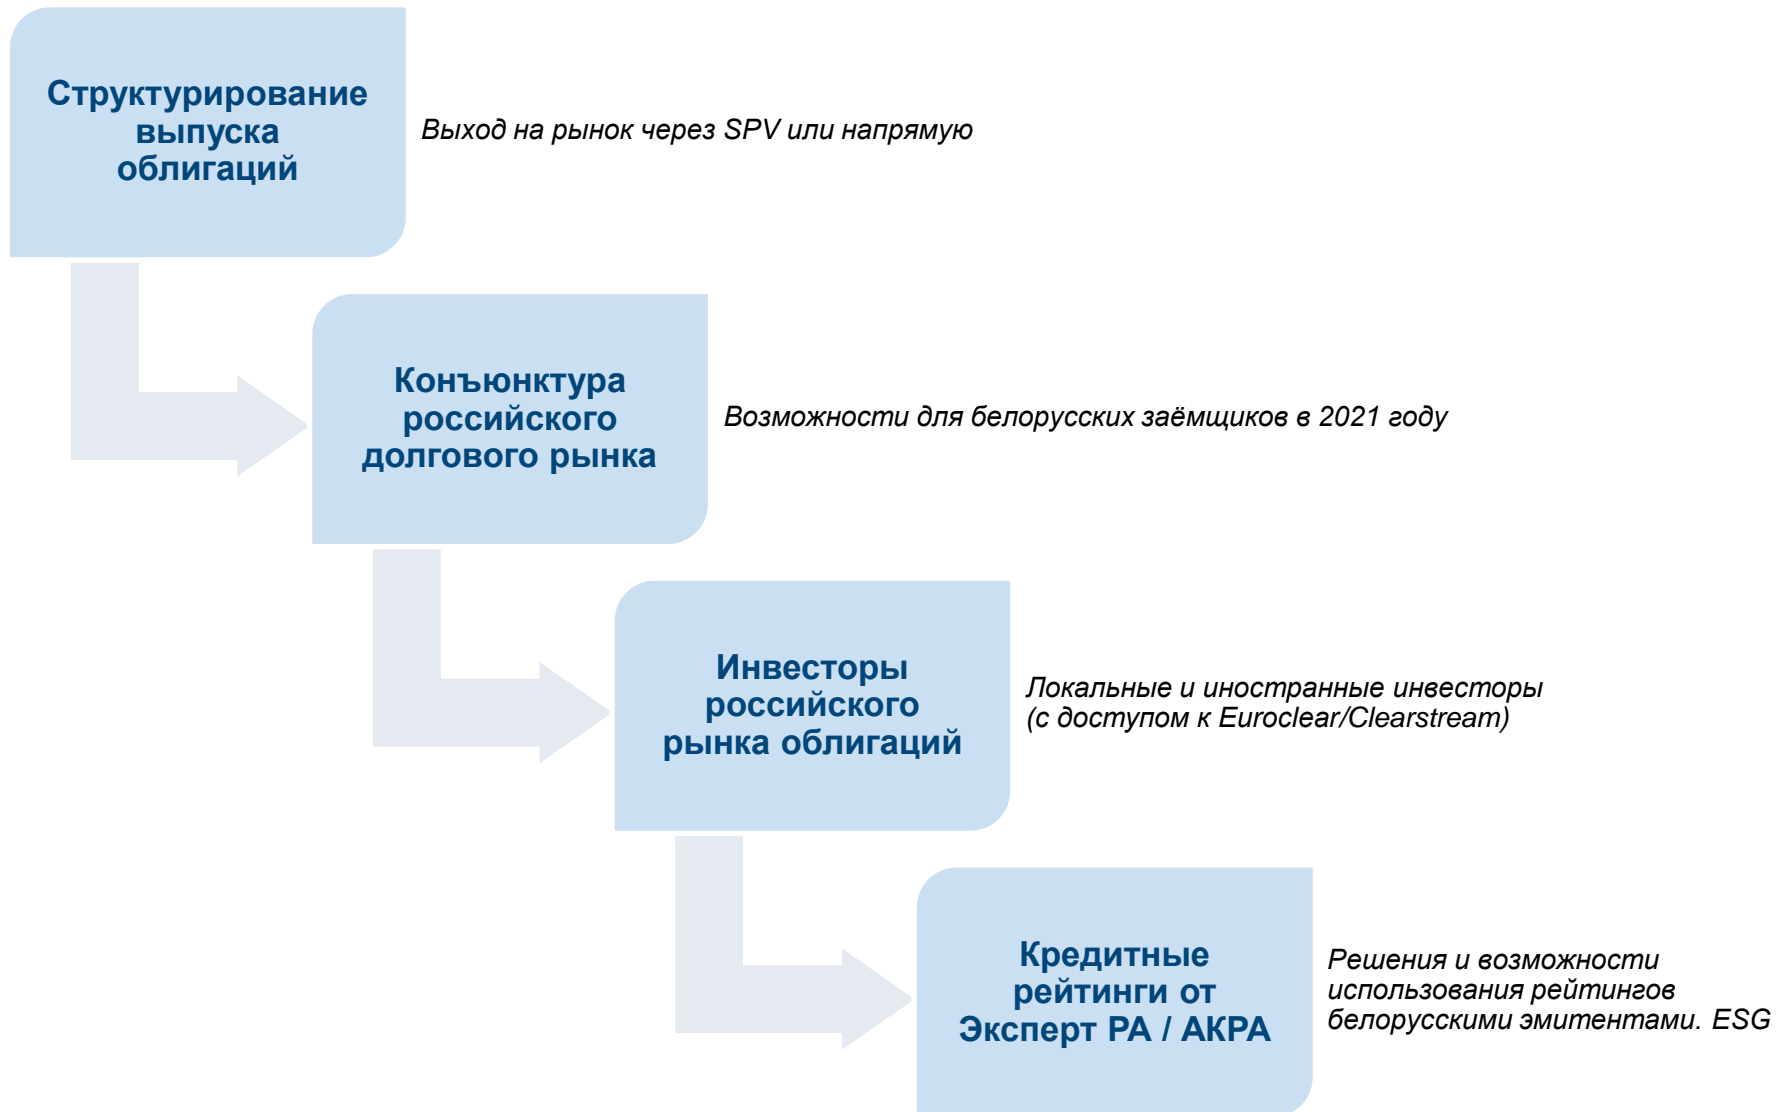 Структурирование
выпуска
облигаций
Выход на рынок через SPV или напрямую
Конъюнктура
российского
долгового рынка
Возможности для белорусских заёмщиков в 2021 году
Инвесторы
российского
рынка облигаций
Локальные и иностранные инвесторы
(с доступом к Euroclear/Clearstream)
Кредитные
рейтинги от
Эксперт РА / АКРА
Решения и возможности
использования рейтингов
белорусскими эмитентами. ESG